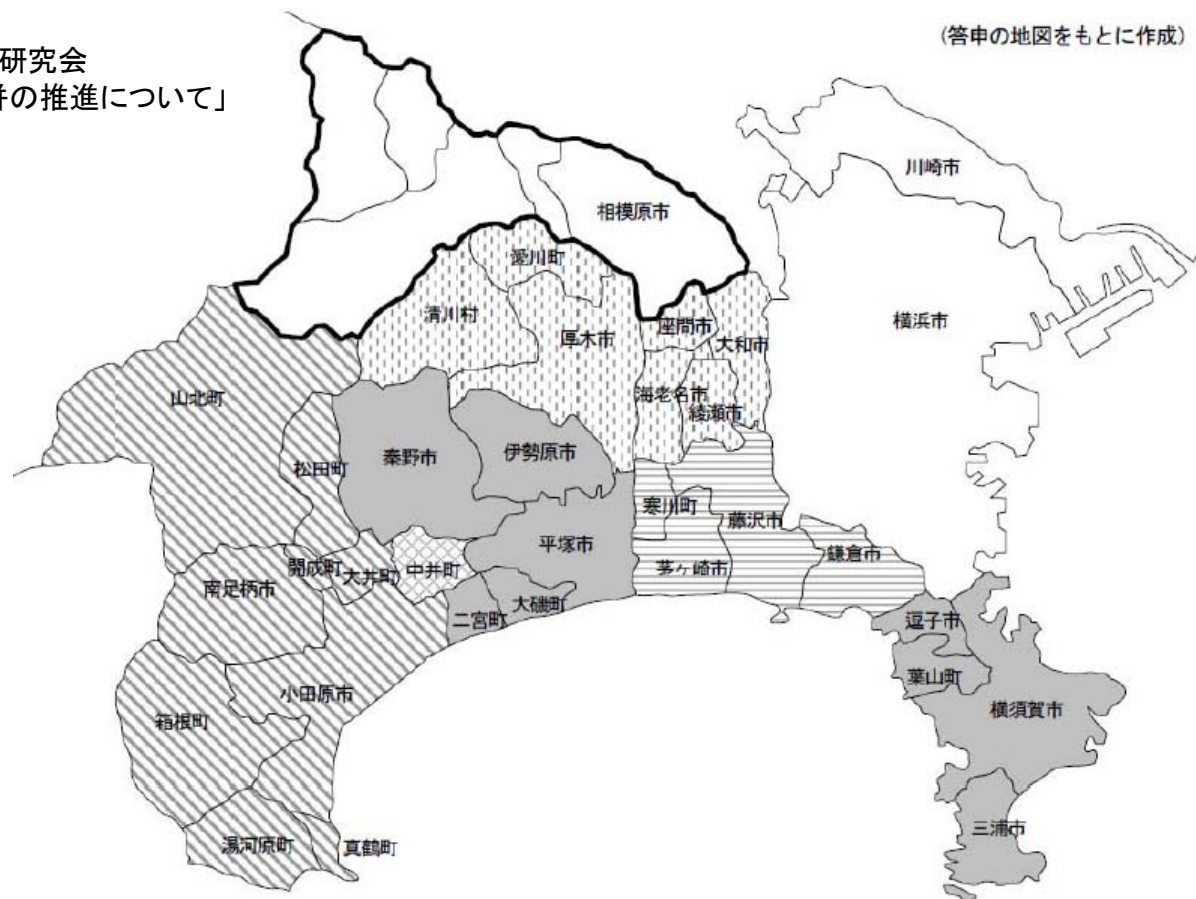 (答申の地図をもとに作成)
研究会
併の推進について」
川崎市
相模原市
愛川町
清川村
厚木市
座間市
大和市
横浜市
海老名市
綾瀬市
山北町
松田町
秦野市
伊勢原市
寒川町
藤沢市
平塚市
鎌倉市
開成町
大井町
中井町
茅ヶ崎市
南足柄市
二宮町
大磯町
逗子市
葉山町
小田原市
箱根町
横須賀市
三浦市
湯河原町
真鶴町